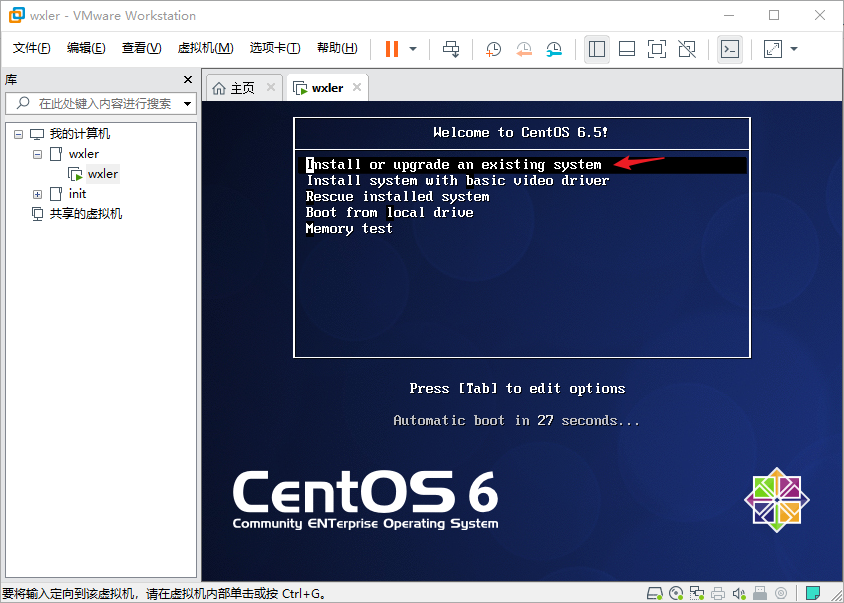 wxler - VMware Workstation
文件(F) 编辑(E) 查看(V) 虚拟机(M) 选项卡(T) 帮助(H)
库
在此处键入内容进行搜索
我的计算机
wxler
wxler
init
共享的虚拟机
主页 wxler
Welcome to CentOS 6.5!
Install or upgrade an existing system
Install system with basic video driver
Rescue installed system
Boot from local drive
Memory test
Press [Tab] to edit options
Automatic boot in 27 seconds...
CentOS 6
Community ENTerprise Operating System
要将输入定向到该虚拟机，请在虚拟机内部单击或按 Ctrl+G。